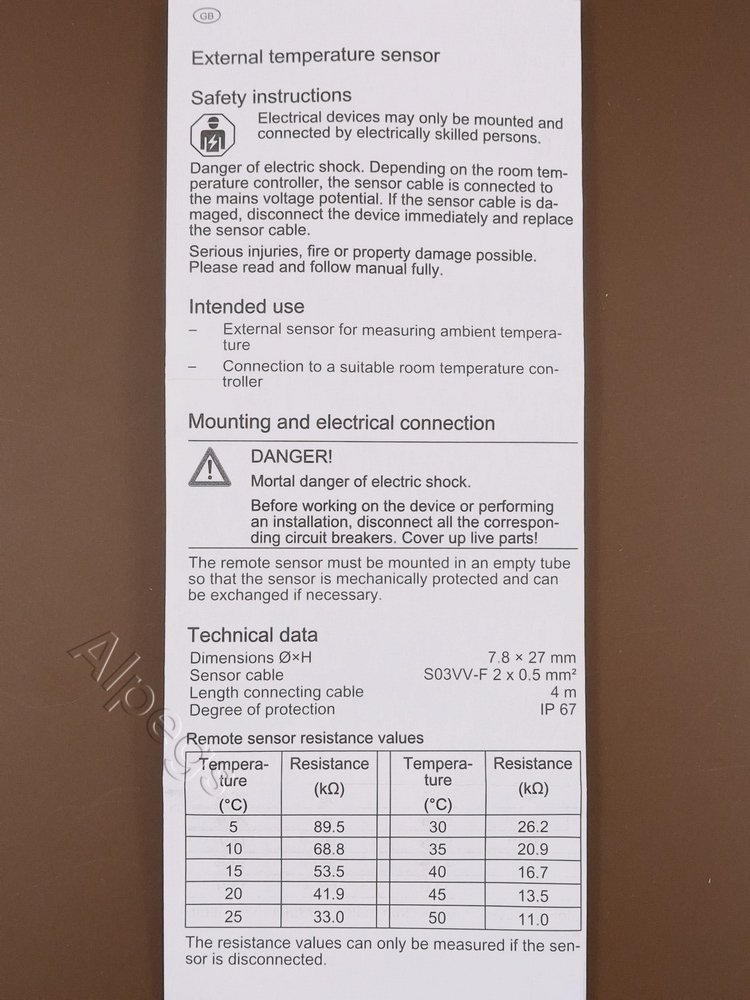 GB
External temperature sensor
Safety instructions
Electrical devices may only be mounted and
connected by electrically skilled persons.
Danger of electric shock. Depending on the room tem-
perature controller, the sensor cable is connected to
the mains voltage potential. If the sensor cable is da-
maged, disconnect the device immediately and replace
the sensor cable.
Serious injuries, fire or property damage possible.
Please read and follow manual fully.
Intended use
– External sensor for measuring ambient tempera-
ture
– Connection to a suitable room temperature con-
troller
Mounting and electrical connection
DANGER!
Mortal danger of electric shock.
Before working on the device or performing
an installation, disconnect all the correspon-
ding circuit breakers. Cover up live parts!
The remote sensor must be mounted in an empty tube
so that the sensor is mechanically protected and can
be exchanged if necessary.
Technical data
Dimensions Ø×H 7.8 × 27 mm
Sensor cable S03VV-F 2 x 0.5 mm²
Length connecting cable 4 m
Degree of protection IP 67
Remote sensor resistance values
Tempera- Resistance Tempera- Resistance
ture (kΩ) ture (kΩ)
(°C) (°C)
5 89.5 30 26.2
10 68.8 35 20.9
15 53.5 40 16.7
20 41.9 45 13.5
25 33.0 50 11.0
The resistance values can only be measured if the sen-
sor is disconnected.
Alpegs